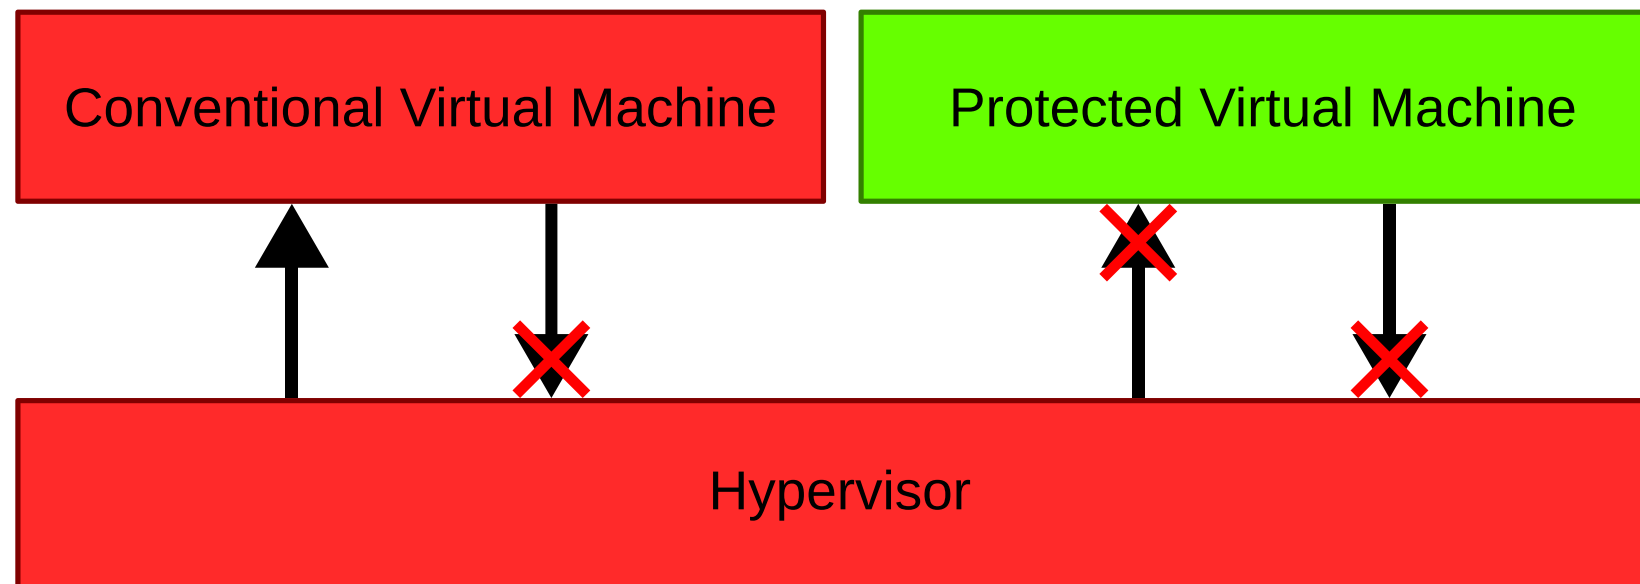 Conventional Virtual Machine
Protected Virtual Machine
Hypervisor